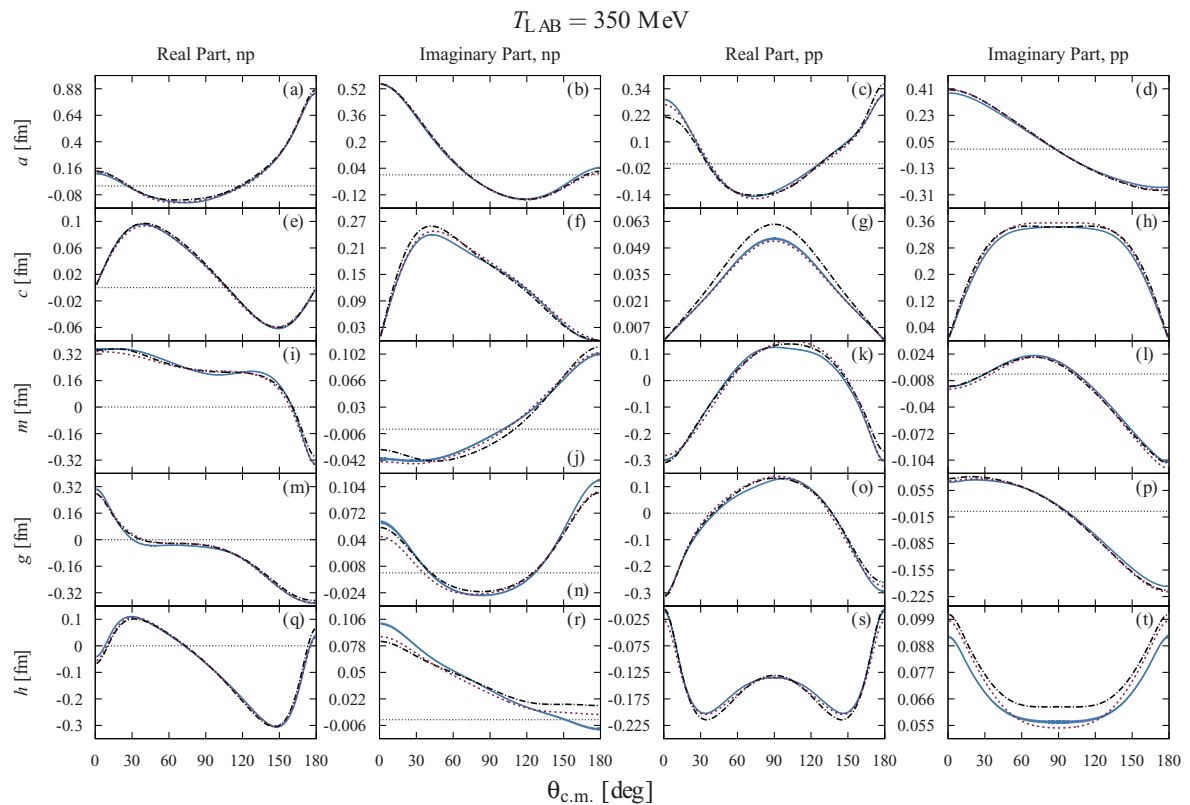 T_LAB = 350 MeV
Real Part, np Imaginary Part, np Real Part, pp Imaginary Part, pp
a [fm]
0.88 0.4 0.16 -0.08 (a)
0.52 0.36 0.2 0.04 -0.12 (b)
0.34 0.22 0.1 -0.02 -0.14 (c)
0.41 0.23 0.05 -0.13 -0.31 (d)
c [fm]
0.1 0.06 0.02 -0.02 -0.06 (e)
0.27 0.21 0.15 0.09 0.03 (f)
0.063 0.049 0.035 0.021 0.007 (g)
0.36 0.28 0.2 0.12 0.04 (h)
m [fm]
0.32 0.16 0 -0.16 -0.32 (i)
0.102 0.066 0.03 -0.006 -0.042 (j)
0.1 0 -0.1 -0.2 -0.3 (k)
0.024 -0.008 -0.04 -0.072 -0.104 (l)
g [fm]
0.32 0.16 0 -0.16 -0.32 (m)
0.104 0.072 0.04 0.008 -0.024 (n)
0.1 0 -0.1 -0.2 -0.3 (o)
0.055 -0.015 -0.085 -0.155 -0.225 (p)
h [fm]
0.1 0 -0.1 -0.2 -0.3 (q)
0.106 0.078 0.05 0.022 -0.006 (r)
-0.025 -0.075 -0.125 -0.175 -0.225 (s)
0.099 0.088 0.077 0.066 0.055 (t)
0 30 60 90 120 150 180 0 30 60 90 120 150 180 0 30 60 90 120 150 180 0 30 60 90 120 150 180
θ_c.m. [deg]